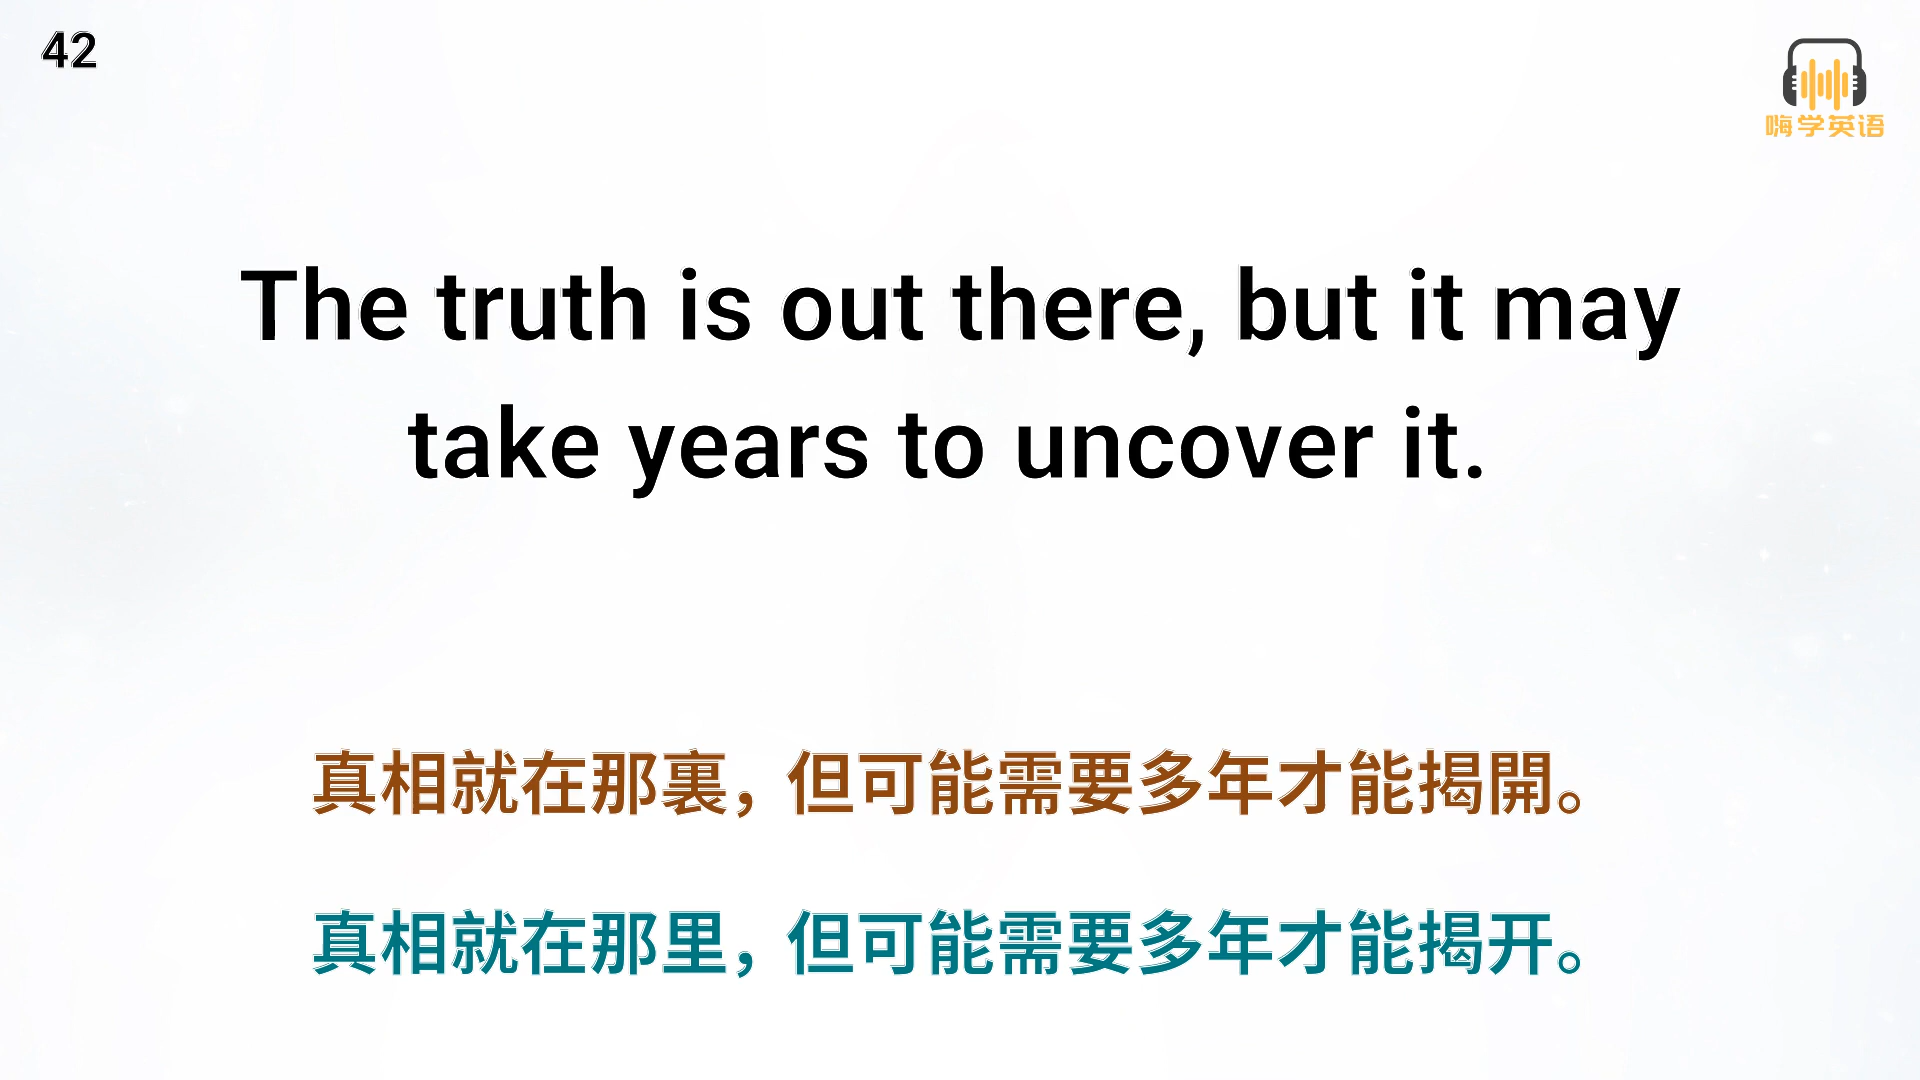 42
嗨学英语
The truth is out there, but it may
take years to uncover it.
真相就在那裏，但可能需要多年才能揭開。
真相就在那里，但可能需要多年才能揭开。